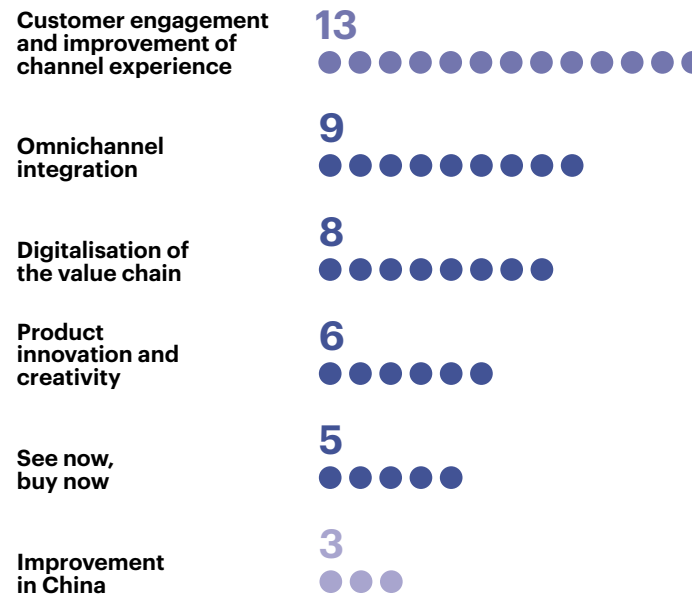 Customer engagement
and improvement of
channel experience
13
Omnichannel
integration
9
Digitalisation of
the value chain
8
Product
innovation and
creativity
6
See now,
buy now
5
Improvement
in China
3